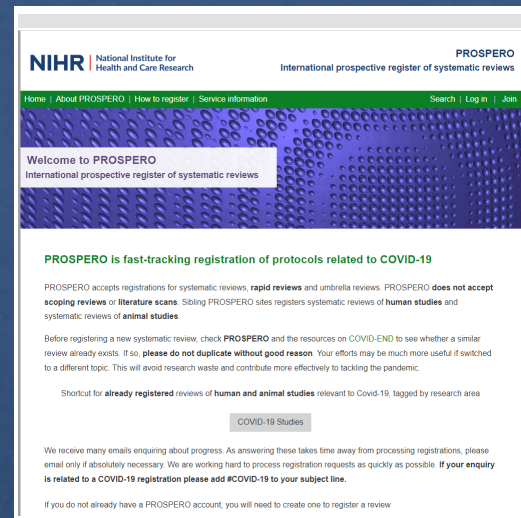 NIHR | National Institute for
Health and Care Research
PROSPERO
International prospective register of systematic reviews
Home | About PROSPERO | How to register | Service information
Search | Log in | Join
Welcome to PROSPERO
International prospective register of systematic reviews
PROSPERO is fast-tracking registration of protocols related to COVID-19
PROSPERO accepts registrations for systematic reviews, rapid reviews and umbrella reviews. PROSPERO does not accept
scoping reviews or literature scans. Sibling PROSPERO sites registers systematic reviews of human studies and
systematic reviews of animal studies.
Before registering a new systematic review, check PROSPERO and the resources on COVID-END to see whether a similar
review already exists. If so, please do not duplicate without good reason. Your efforts may be much more useful if switched
to a different topic. This will avoid research waste and contribute more effectively to tackling the pandemic.
Shortcut for already registered reviews of human and animal studies relevant to Covid-19, tagged by research area
COVID-19 Studies
We receive many emails enquiring about progress. As answering these takes time away from processing registrations, please
email only if absolutely necessary. We are working hard to process registration requests as quickly as possible. If your enquiry
is related to a COVID-19 registration please add #COVID-19 to your subject line.
If you do not already have a PROSPERO account, you will need to create one to register a review